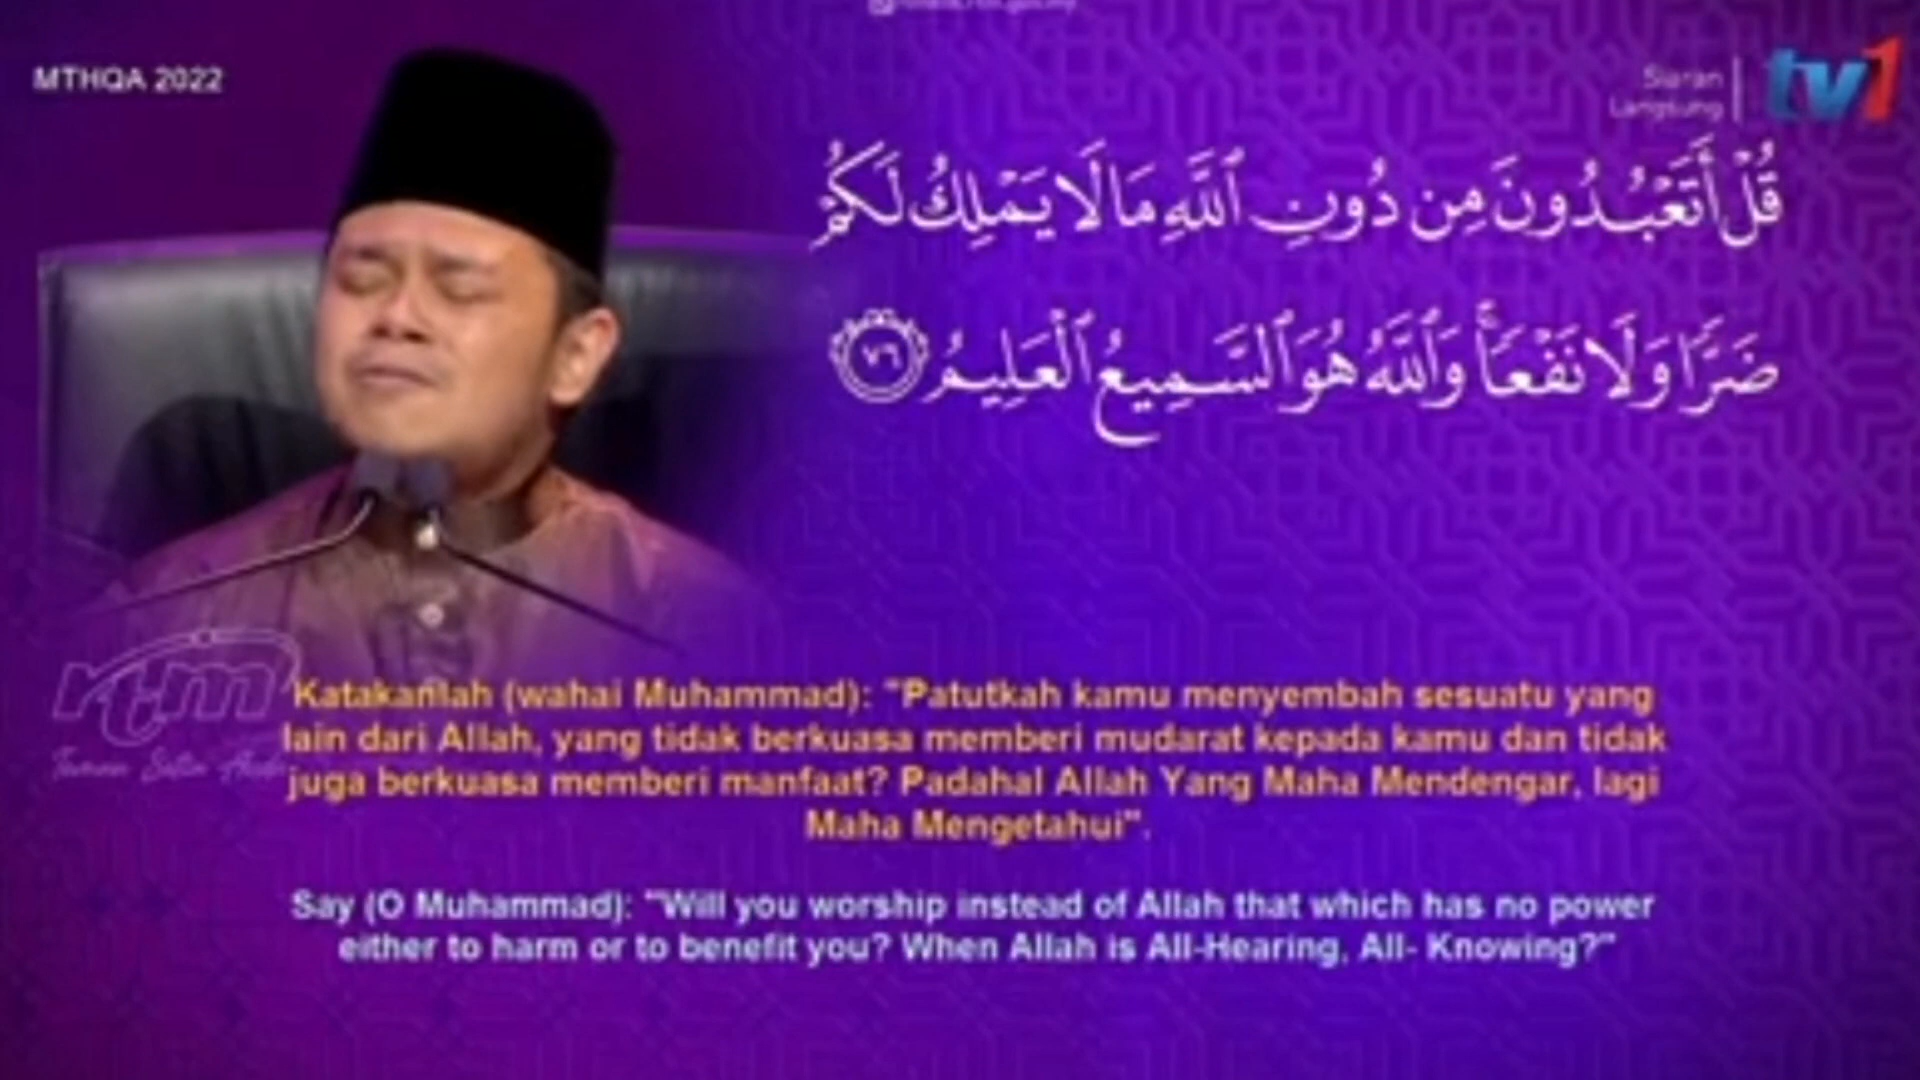 MTHQA 2022
Siaran
Langsung
tv1
قُلْ أَتَعْبُدُونَ مِن دُونِ ٱللَّهِ مَا لَا يَمْلِكُ لَكُمْ
ضَرًّا وَلَا نَفْعًا ۚ وَٱللَّهُ هُوَ ٱلسَّمِيعُ ٱلْعَلِيمُ ٧٦
rtm
Katakanlah (wahai Muhammad): "Patutkah kamu menyembah sesuatu yang
lain dari Allah, yang tidak berkuasa memberi mudarat kepada kamu dan tidak
juga berkuasa memberi manfaat? Padahal Allah Yang Maha Mendengar, lagi
Maha Mengetahui".
Say (O Muhammad): "Will you worship instead of Allah that which has no power
either to harm or to benefit you? When Allah is All-Hearing, All- Knowing?"